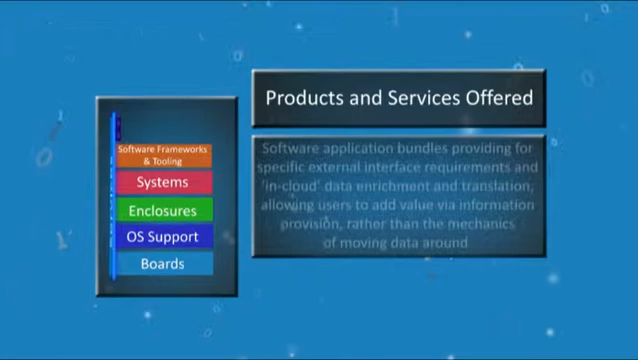 Products and Services Offered
Software Frameworks
& Tooling
Systems
Enclosures
OS Support
Boards
Software application bundles providing for
specific external interface requirements and
'in-cloud' data enrichment and translation,
allowing users to add value via information
provision, rather than the mechanics
of moving data around